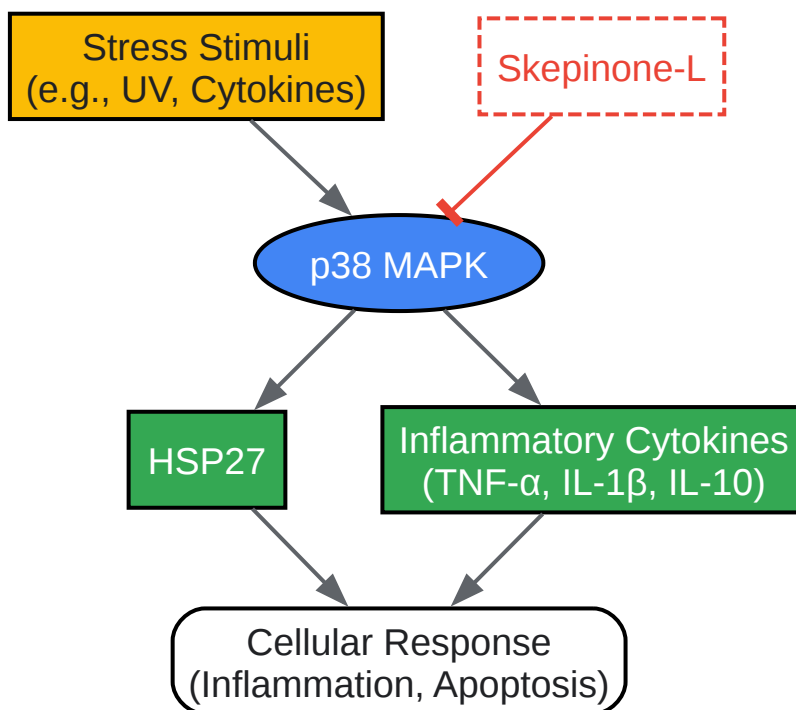 Stress Stimuli
(e.g., UV, Cytokines)
Skepinone-L
p38 MAPK
HSP27
Inflammatory Cytokines
(TNF-α, IL-1β, IL-10)
Cellular Response
(Inflammation, Apoptosis)